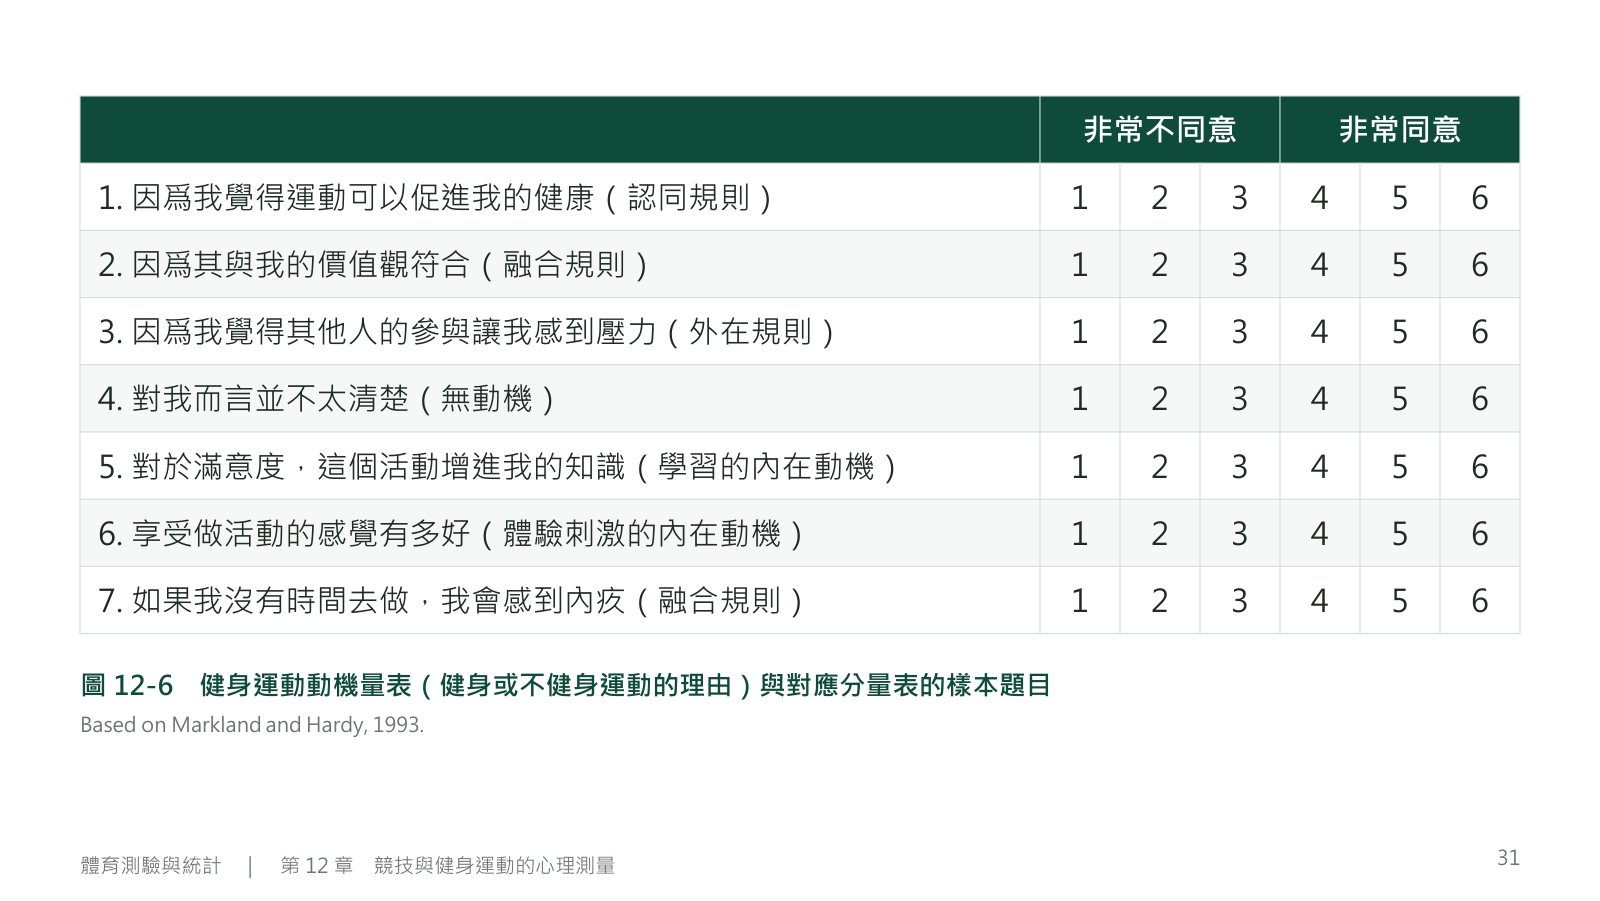 非常不同意 非常同意
1. 因爲我覺得運動可以促進我的健康（認同規則） 1 2 3 4 5 6
2. 因爲其與我的價值觀符合（融合規則） 1 2 3 4 5 6
3. 因爲我覺得其他人的參與讓我感到壓力（外在規則） 1 2 3 4 5 6
4. 對我而言並不太清楚（無動機） 1 2 3 4 5 6
5. 對於滿意度，這個活動增進我的知識（學習的內在動機） 1 2 3 4 5 6
6. 享受做活動的感覺有多好（體驗刺激的內在動機） 1 2 3 4 5 6
7. 如果我沒有時間去做，我會感到內疚（融合規則） 1 2 3 4 5 6
圖 12-6 健身運動動機量表（健身或不健身運動的理由）與對應分量表的樣本題目
Based on Markland and Hardy, 1993.
體育測驗與統計 | 第 12 章 競技與健身運動的心理測量
31